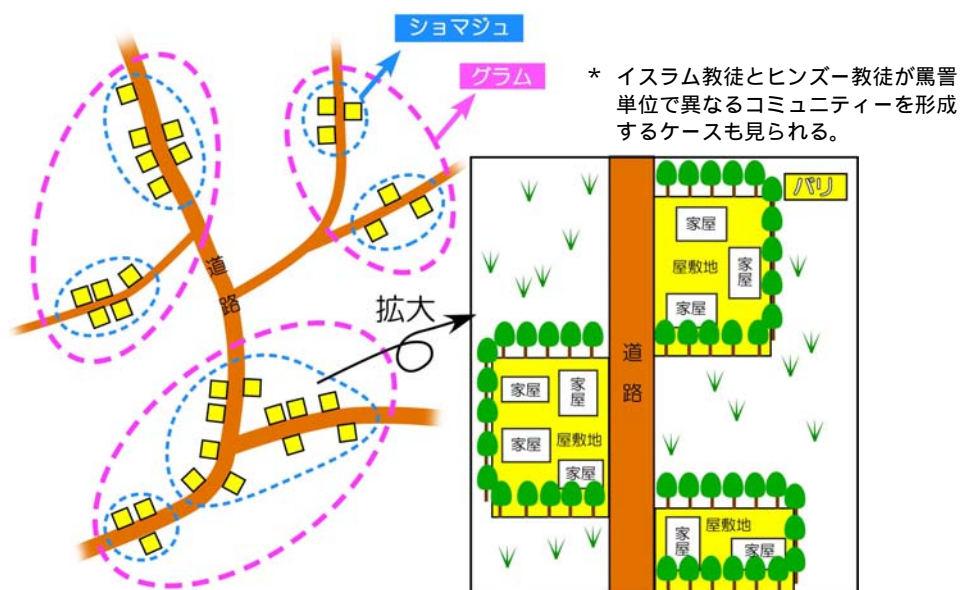 ショマジュ
グラム
* イスラム教徒とヒンズー教徒が罵詈
単位で異なるコミュニティーを形成
するケースも見られる。
道路
拡大
バリ
家屋
屋敷地
家屋
家屋
道路
家屋
家屋
家屋
屋敷地
家屋
屋敷地
家屋
家屋